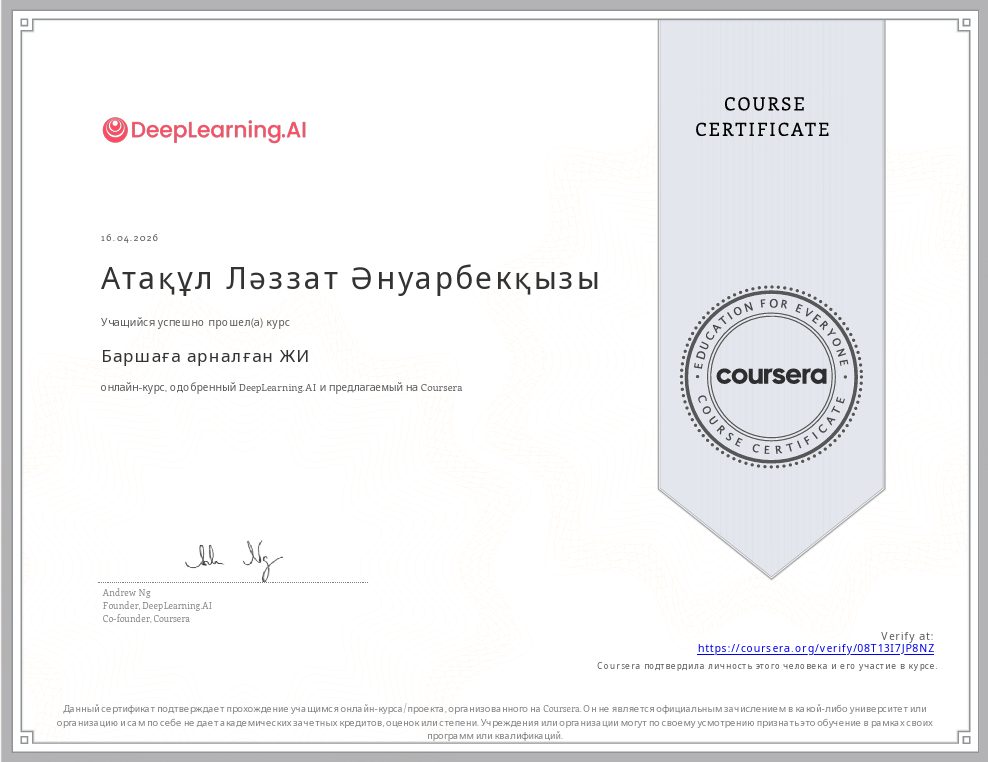 COURSE
CERTIFICATE
DeepLearning.AI
16.04.2026
Атақұл Ләззат Әнуарбекқызы
Учащийся успешно прошел(а) курс
Баршаға арналған ЖИ
онлайн-курс, одобренный DeepLearning.AI и предлагаемый на Coursera
EDUCATION FOR EVERYONE
coursera
COURSE CERTIFICATE
Andrew Ng
Founder, DeepLearning.AI
Co-founder, Coursera
Verify at:
https://coursera.org/verify/08T13I7JP8NZ
Coursera подтвердила личность этого человека и его участие в курсе.
Данный сертификат подтверждает прохождение учащимся онлайн-курса/проекта, организованного на Coursera. Он не является официальным зачислением в какой-либо университет или
организацию и сам по себе не дает академических зачетных кредитов, оценок или степени. Учреждения или организации могут по своему усмотрению признать это обучение в рамках своих
программ или квалификаций.